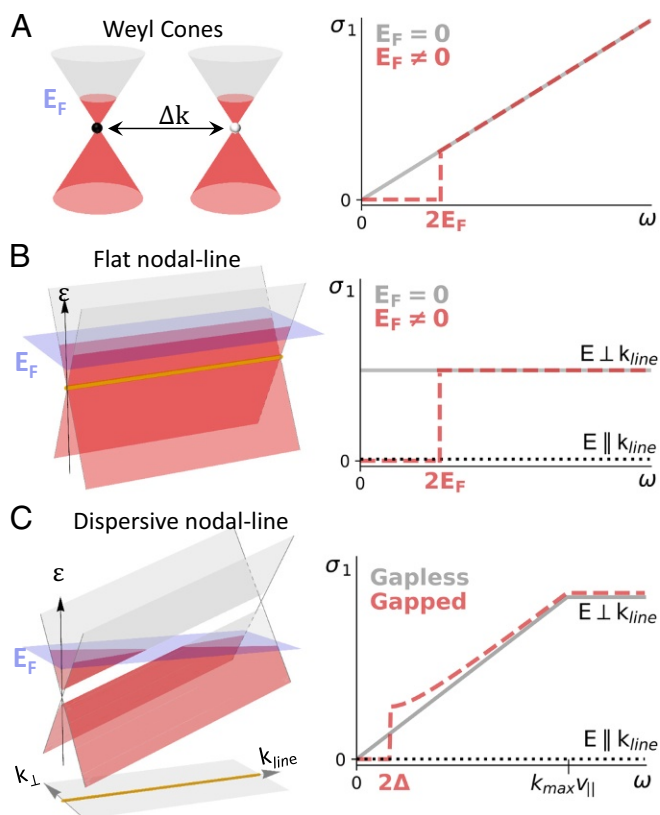 A
Weyl Cones
E_F
Δk
σ₁
E_F = 0
E_F ≠ 0
0
0
2E_F
ω
B
Flat nodal-line
ε
E_F
σ₁
E_F = 0
E_F ≠ 0
E ⊥ k_line
E ∥ k_line
0
0
2E_F
ω
C
Dispersive nodal-line
ε
E_F
k_⊥
k_line
σ₁
Gapless
Gapped
E ⊥ k_line
E ∥ k_line
0
0
2Δ
k_max v_||
ω